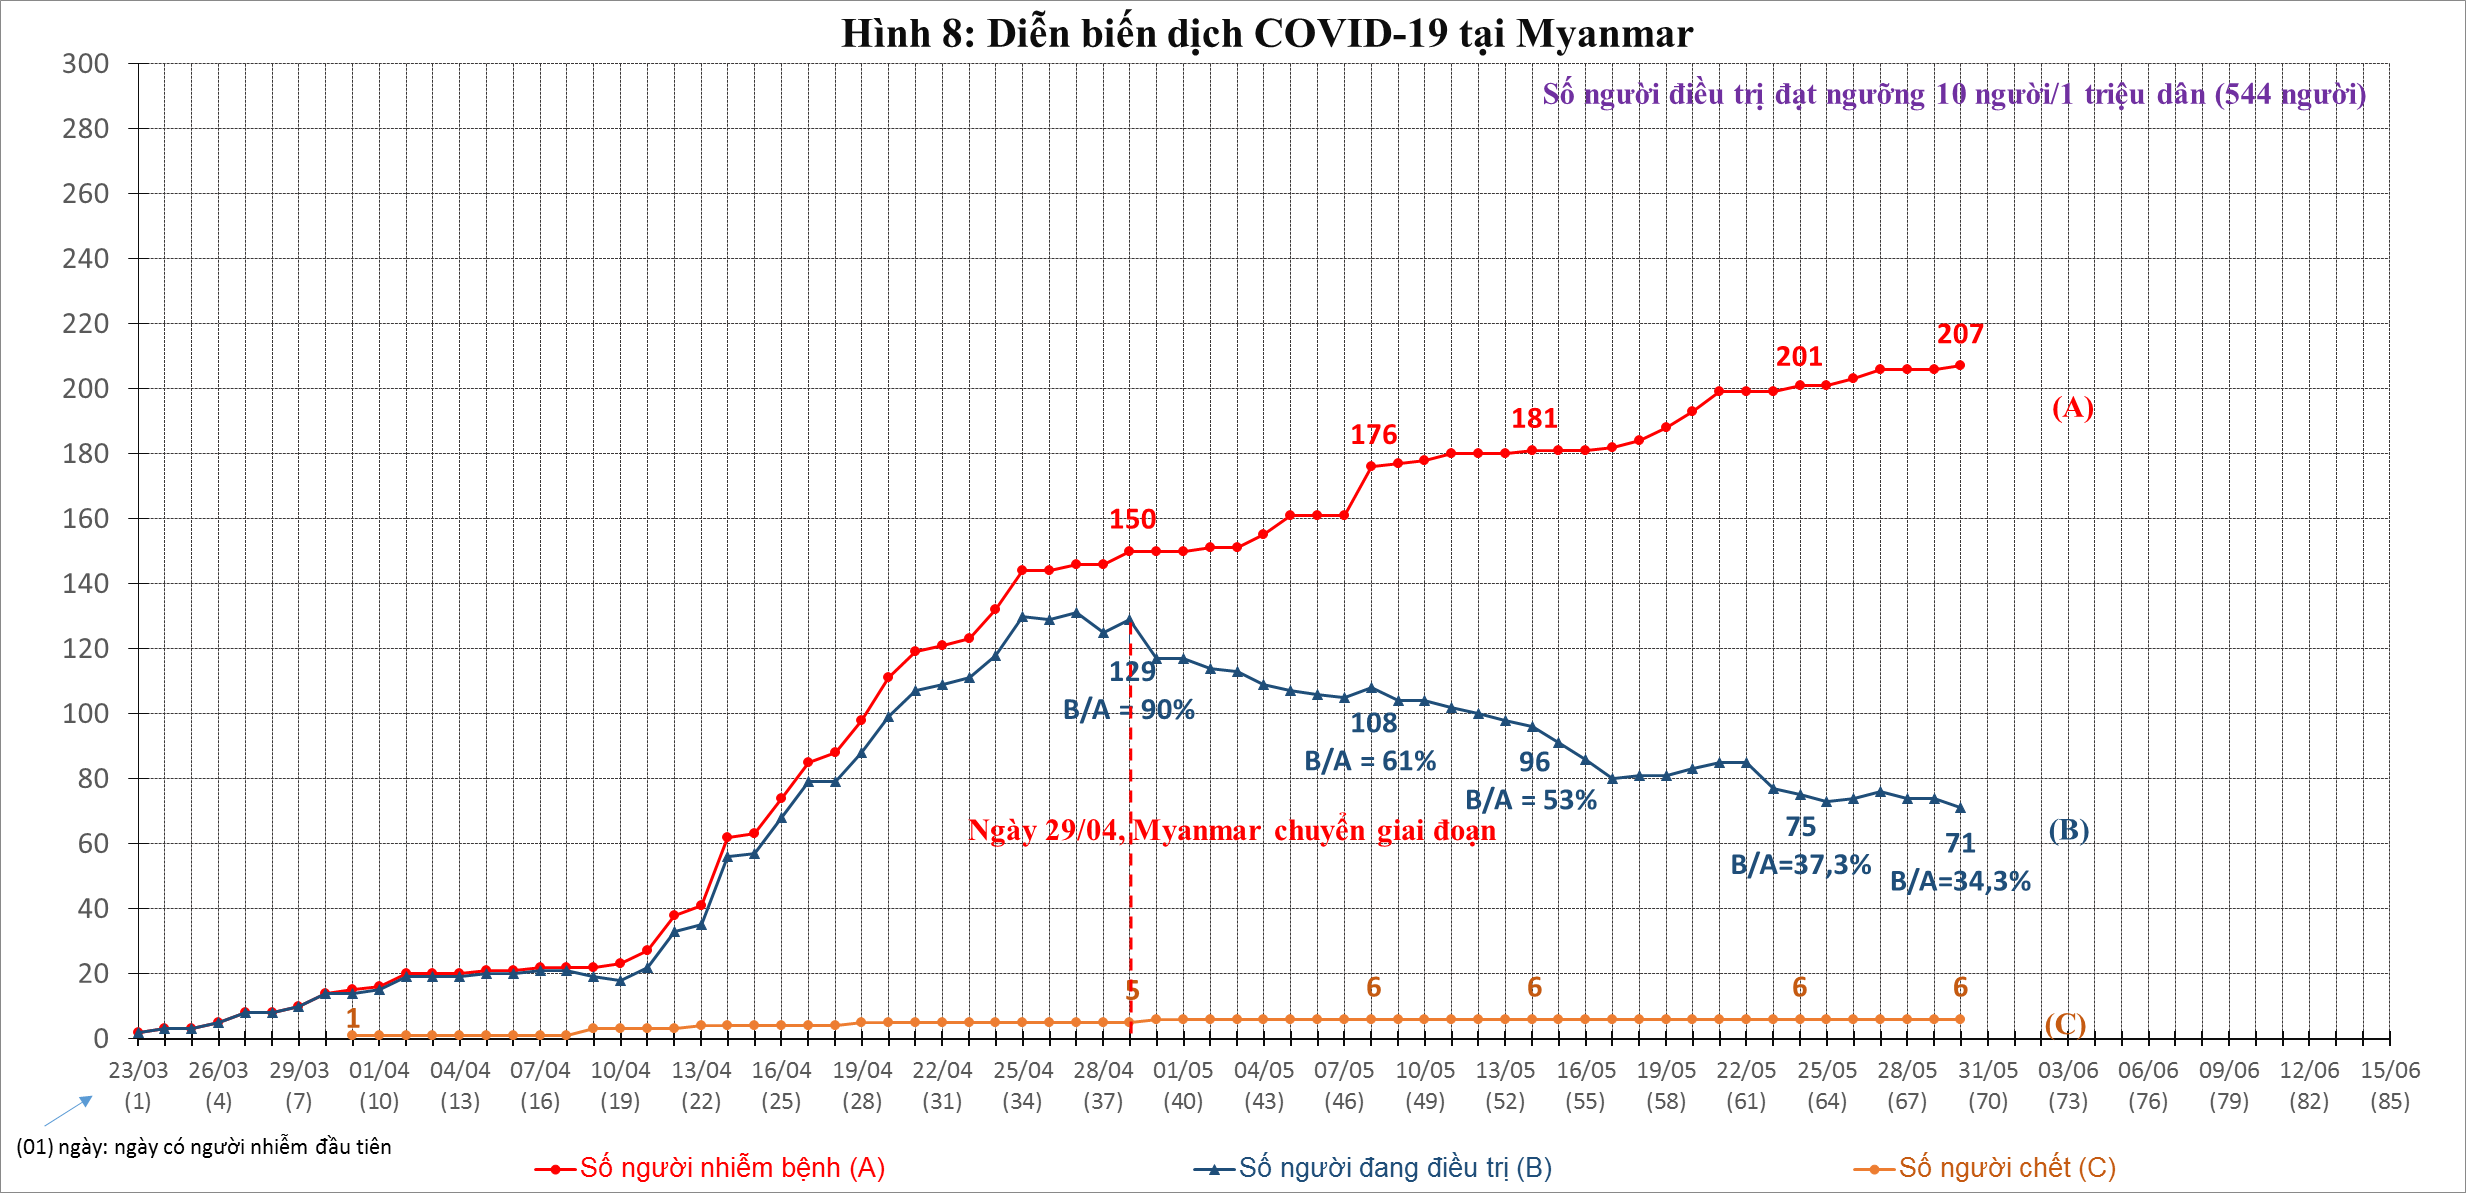 Hình 8: Diễn biến dịch COVID-19 tại Myanmar
Số người điều trị đạt ngưỡng 10 người/1 triệu dân (544 người)
300
280
260
240
220
200
180
160
140
120
100
80
60
40
20
0
207
201
(A)
181
176
150
129
B/A = 90%
108
B/A = 61%
96
B/A = 53%
75
B/A=37,3%
71
B/A=34,3%
(B)
Ngày 29/04, Myanmar chuyển giai đoạn
1
5
6
6
6
6
(C)
23/03 26/03 29/03 01/04 04/04 07/04 10/04 13/04 16/04 19/04 22/04 25/04 28/04 01/05 04/05 07/05 10/05 13/05 16/05 19/05 22/05 25/05 28/05 31/05 03/06 06/06 09/06 12/06 15/06
(1) (4) (7) (10) (13) (16) (19) (22) (25) (28) (31) (34) (37) (40) (43) (46) (49) (52) (55) (58) (61) (64) (67) (70) (73) (76) (79) (82) (85)
(01) ngày: ngày có người nhiễm đầu tiên
Số người nhiễm bệnh (A)
Số người đang điều trị (B)
Số người chết (C)